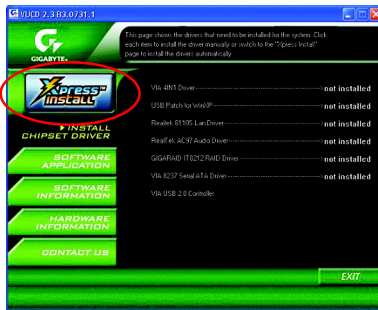 VUCD 2.3 B3.0731.1
GIGABYTE
This page shows the drivers that need to be installed for the system. Click
each item to install the driver manually or switch to the "Xpress Install"
page to install the drivers automatically.
Xpress™
install
INSTALL
CHIPSET DRIVER
SOFTWARE
APPLICATION
SOFTWARE
INFORMATION
HARDWARE
INFORMATION
CONTACT US
VIA 4IN1 Driver not installed
USB Patch for WinXP not installed
Realtek 8110S Lan Driver not installed
RealTek AC97 Audio Driver not installed
GIGARAID IT8212 RAID Driver not installed
VIA 8237 Serial ATA Driver not installed
VIA USB 2.0 Controller
EXIT